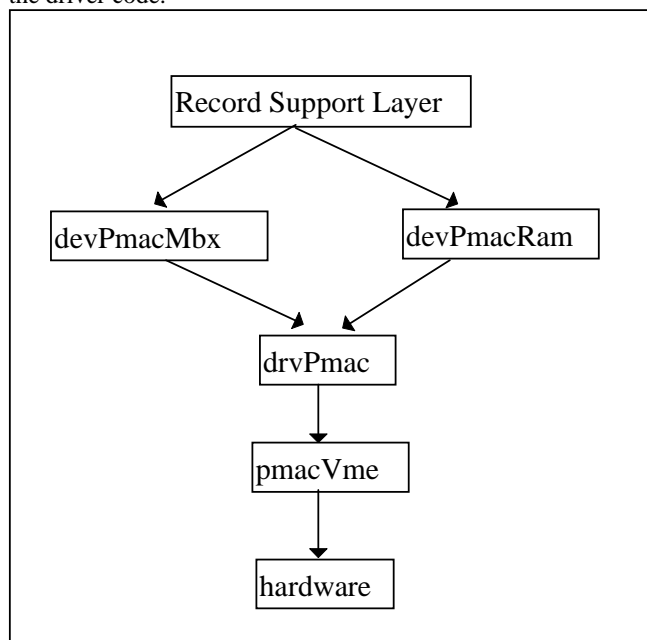 the driver code.
Record Support Layer
devPmacMbx
devPmacRam
drvPmac
pmacVme
hardware